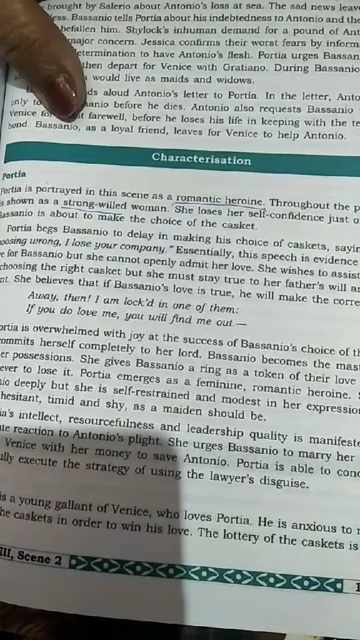 brought by Salerio about Antonio's loss at sea. The sad news leave
ess. Bassanio tells Portia about his indebtedness to Antonio and the
befallen him. Shylock's inhuman demand for a pound of Ant
major concern. Jessica confirms their worst fears by inform
etermination to have Antonio's flesh. Portia urges Bassan
then depart for Venice with Gratiano. During Bassanio
would live as maids and widows.
ds aloud Antonio's letter to Portia. In the letter, Anto
only to anio before he dies. Antonio also requests Bassanio
Venice for farewell, before he loses his life in keeping with the te
bond. Bassanio, as a loyal friend, leaves for Venice to help Antonio.
Characterisation
Portia
Portia is portrayed in this scene as a romantic heroine. Throughout the p
is shown as a strong-willed woman. She loses her self-confidence just
Bassanio is about to make the choice of the casket.
Portia begs Bassanio to delay in making his choice of caskets, sayin
oosing wrong, I lose your company." Essentially, this speech is evidence
e for Bassanio but she cannot openly admit her love. She wishes to assist
choosing the right casket but she must stay true to her father's will an
nt. She believes that if Bassanio's love is true, he will make the corre
Away, then! I am lock'd in one of them:
If you do love me, you will find me out.—
ortia is overwhelmed with joy at the success of Bassanio's choice of th
commits herself completely to her lord. Bassanio becomes the mas
er possessions. She gives Bassanio a ring as a token of their love
ever to lose it. Portia emerges as a feminine, romantic heroine.
nio deeply but she is self-restrained and modest in her expression
hesitant, timid and shy, as a maiden should be.
ia's intellect, resourcefulness and leadership quality is manifeste
ate reaction to Antonio's plight. She urges Bassanio to marry her
Venice with her money to save Antonio. Portia is able to conc
ully execute the strategy of using the lawyer's disguise.
is a young gallant of Venice, who loves Portia. He is anxious to
he caskets in order to win his love. The lottery of the caskets is
III, Scene 2
1